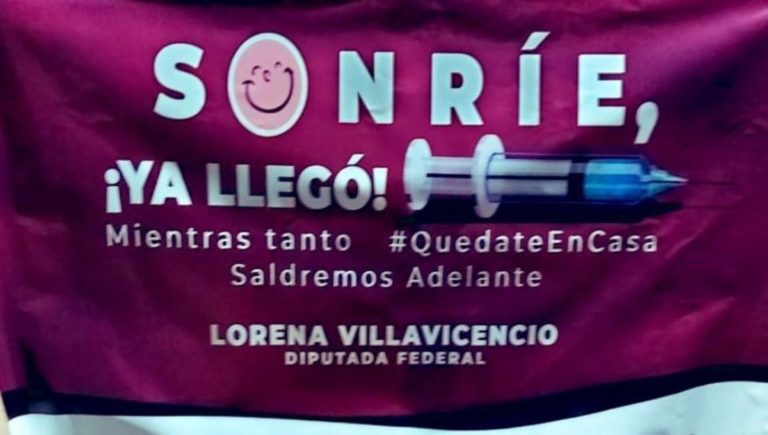 SONRÍE,
¡YA LLEGÓ!
Mientras tanto #QuedateEnCasa
Saldremos Adelante
LORENA VILLAVICENCIO
DIPUTADA FEDERAL